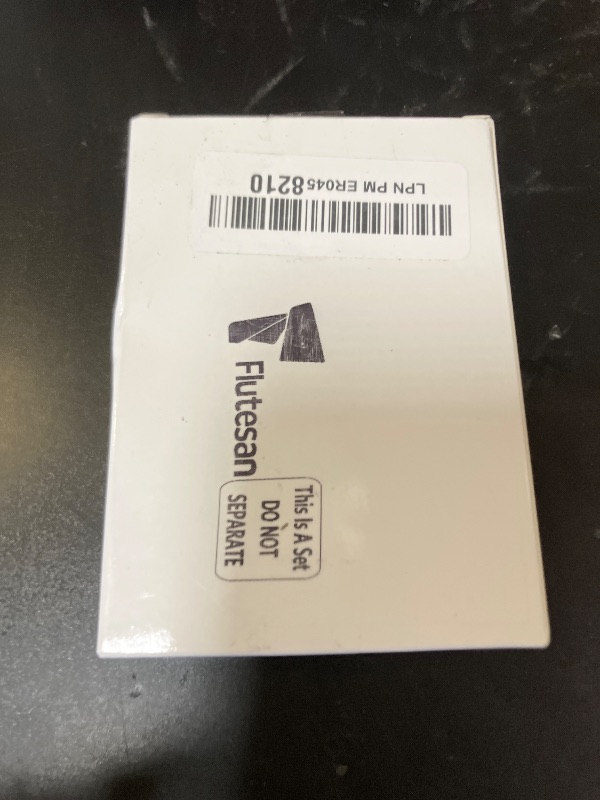 LPN PM ER0458210
Flutesan
This Is A Set
DO NOT
SEPARATE